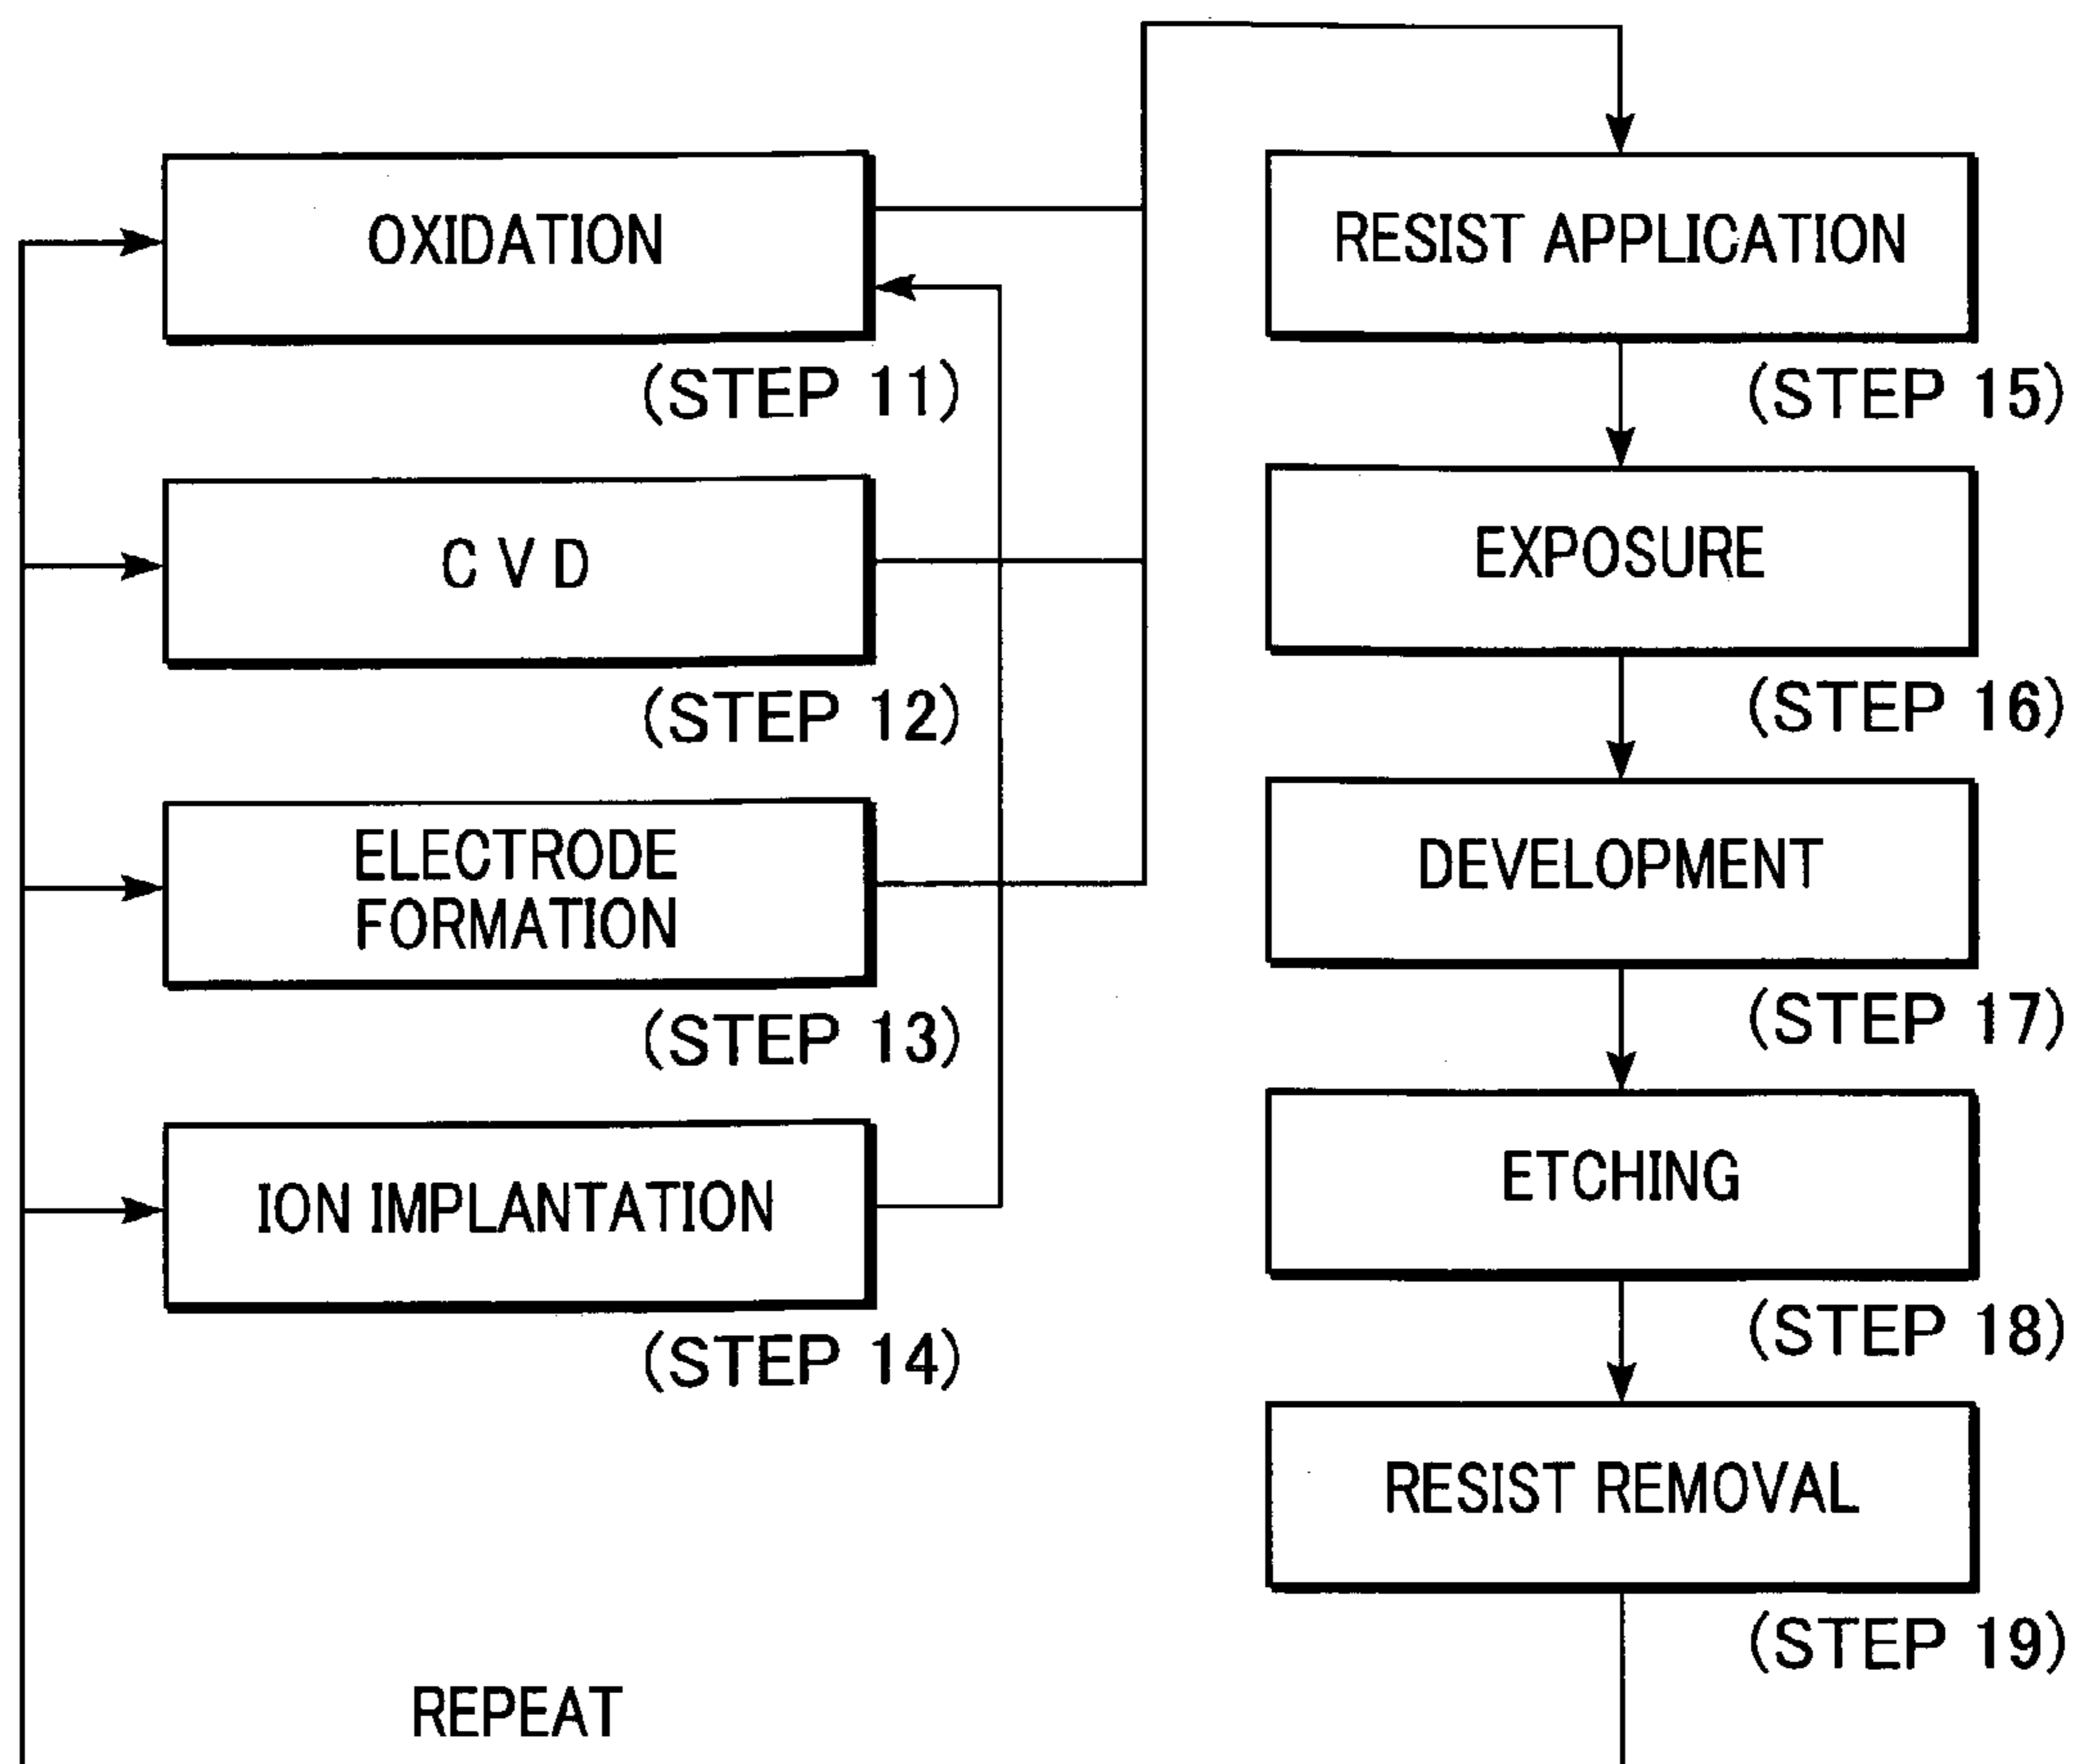 OXIDATION
(STEP 11)
C V D
(STEP 12)
ELECTRODE
FORMATION
(STEP 13)
ION IMPLANTATION
(STEP 14)
REPEAT
RESIST APPLICATION
(STEP 15)
EXPOSURE
(STEP 16)
DEVELOPMENT
(STEP 17)
ETCHING
(STEP 18)
RESIST REMOVAL
(STEP 19)